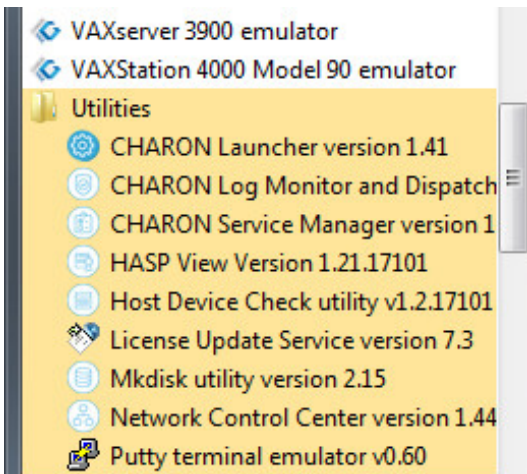 VAXserver 3900 emulator
VAXStation 4000 Model 90 emulator
Utilities
CHARON Launcher version 1.41
CHARON Log Monitor and Dispatch
CHARON Service Manager version 1
HASP View Version 1.21.17101
Host Device Check utility v1.2.17101
License Update Service version 7.3
Mkdisk utility version 2.15
Network Control Center version 1.44
Putty terminal emulator v0.60